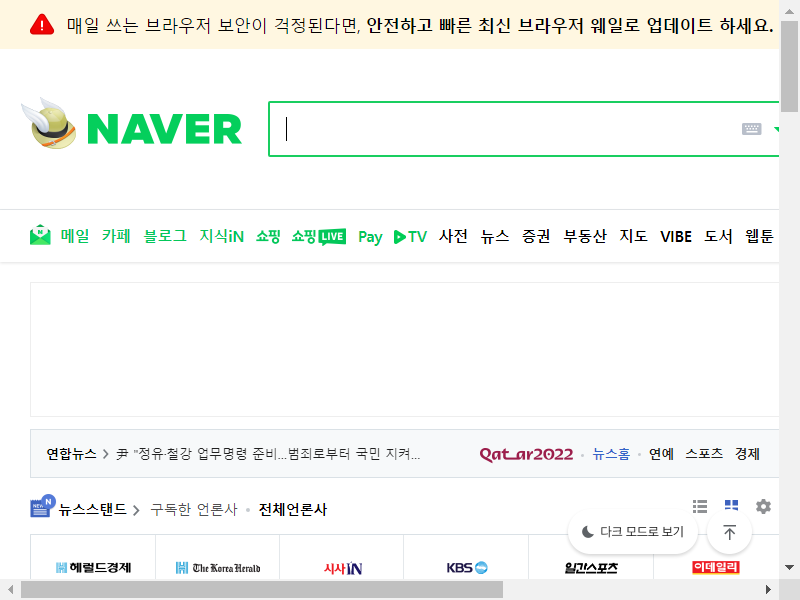 매일 쓰는 브라우저 보안이 걱정된다면, 안전하고 빠른 최신 브라우저 웨일로 업데이트 하세요.
NAVER
메일 카페 블로그 지식iN 쇼핑 쇼핑LIVE Pay TV 사전 뉴스 증권 부동산 지도 VIBE 도서 웹툰
연합뉴스 > 尹 "정유·철강 업무명령 준비...범죄로부터 국민 지켜... Qatar2022 · 뉴스홈 · 연예 스포츠 경제
뉴스스탠드 > 구독한 언론사 · 전체언론사
다크 모드로 보기
헤럴드경제 The Korea Herald 시사IN KBS 일간스포츠 이데일리